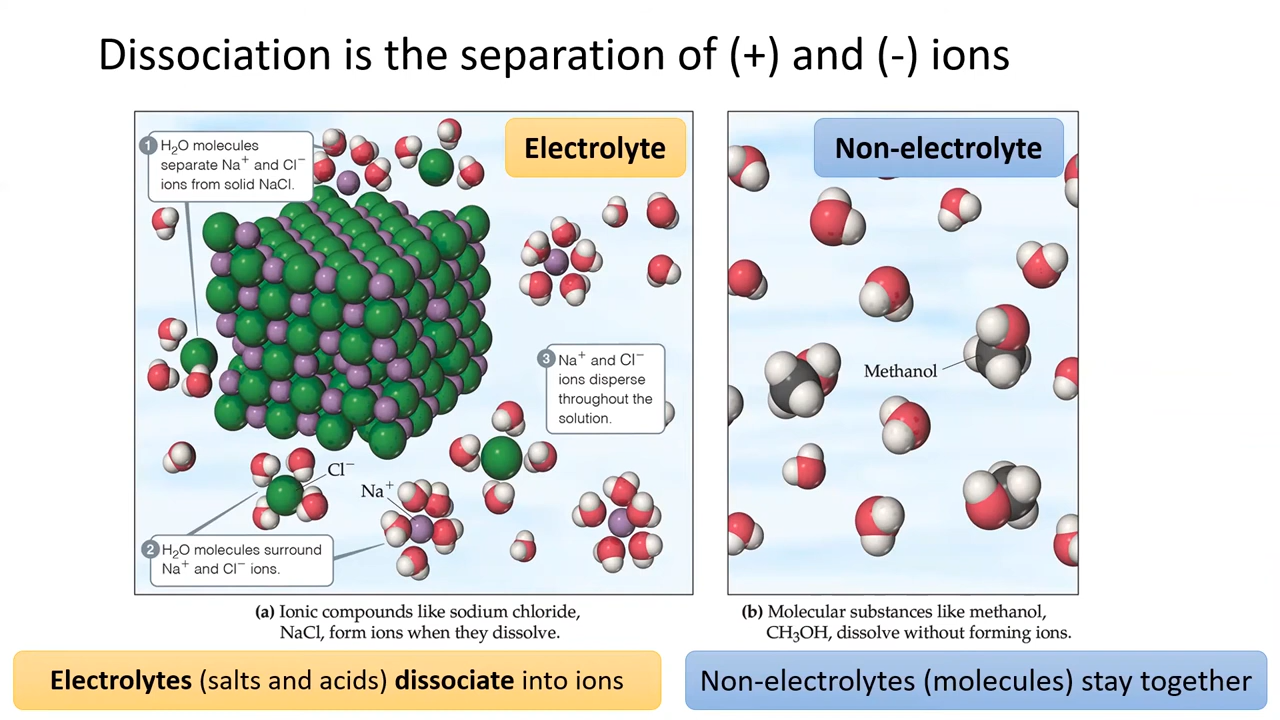 Dissociation is the separation of (+) and (-) ions
1 H₂O molecules
separate Na⁺ and Cl⁻
ions from solid NaCl.
Electrolyte
3 Na⁺ and Cl⁻
ions disperse
throughout the
solution.
Cl⁻
Na⁺
2 H₂O molecules surround
Na⁺ and Cl⁻ ions.
(a) Ionic compounds like sodium chloride,
NaCl, form ions when they dissolve.
Non-electrolyte
Methanol
(b) Molecular substances like methanol,
CH₃OH, dissolve without forming ions.
Electrolytes (salts and acids) dissociate into ions
Non-electrolytes (molecules) stay together